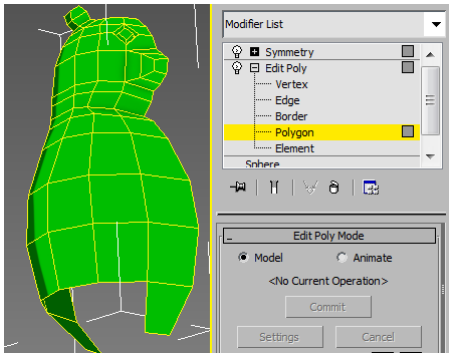 Modifier List
Symmetry
Edit Poly
Vertex
Edge
Border
Polygon
Element
Sphere
Edit Poly Mode
Model Animate
<No Current Operation>
Commit
Settings Cancel